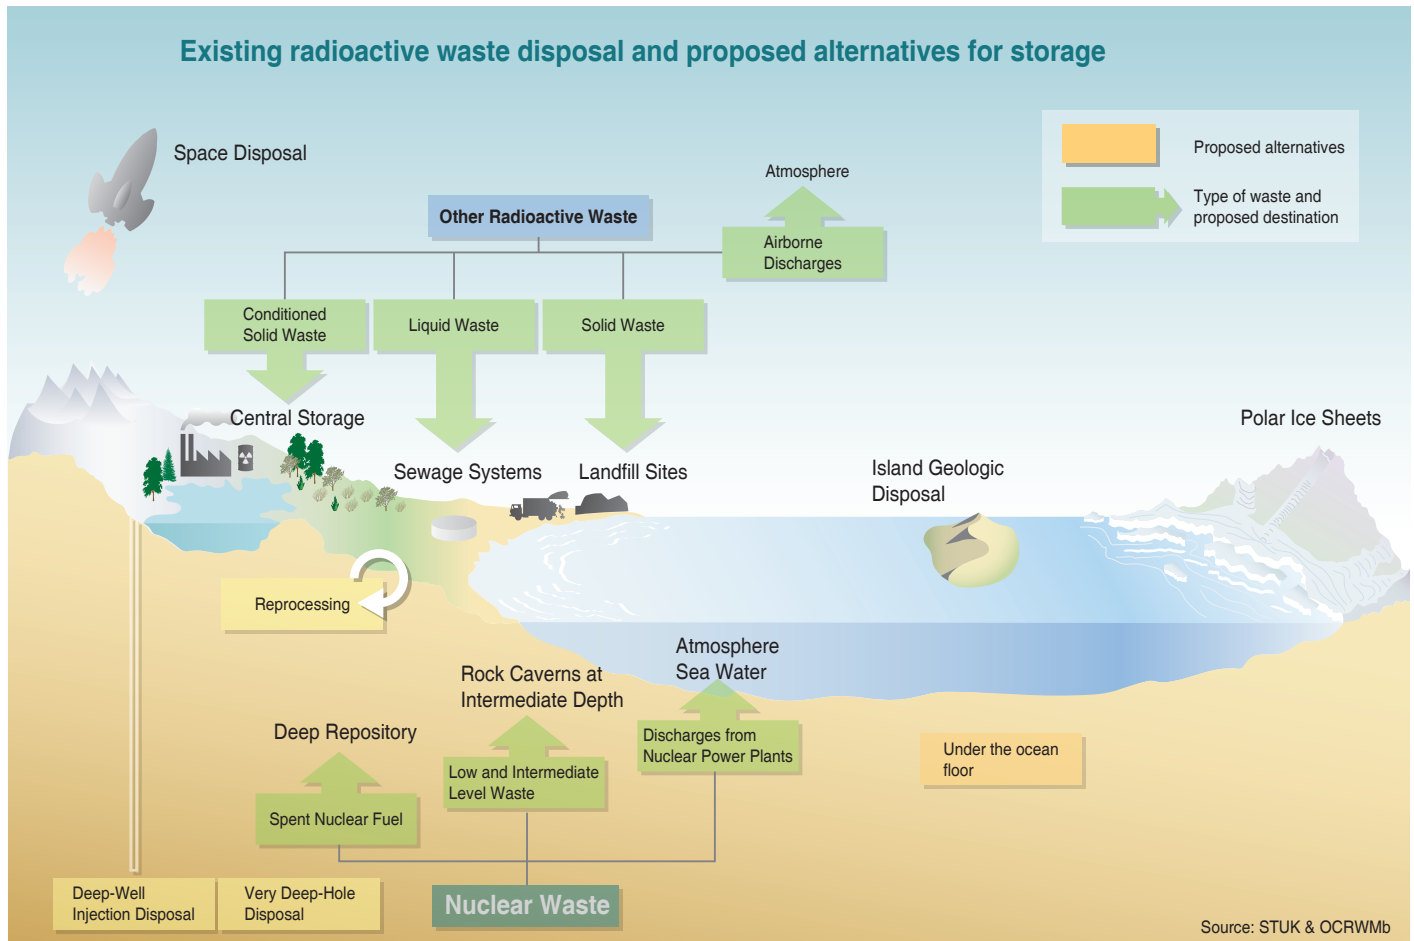 Existing radioactive waste disposal and proposed alternatives for storage
Space Disposal
Proposed alternatives
Type of waste and
proposed destination
Atmosphere
Other Radioactive Waste
Airborne
Discharges
Conditioned
Solid Waste
Liquid Waste
Solid Waste
Central Storage
Sewage Systems
Landfill Sites
Island Geologic
Disposal
Polar Ice Sheets
Reprocessing
Atmosphere
Sea Water
Rock Caverns at
Intermediate Depth
Deep Repository
Discharges from
Nuclear Power Plants
Low and Intermediate
Level Waste
Spent Nuclear Fuel
Under the ocean
floor
Deep-Well
Injection Disposal
Very Deep-Hole
Disposal
Nuclear Waste
Source: STUK & OCRWMb